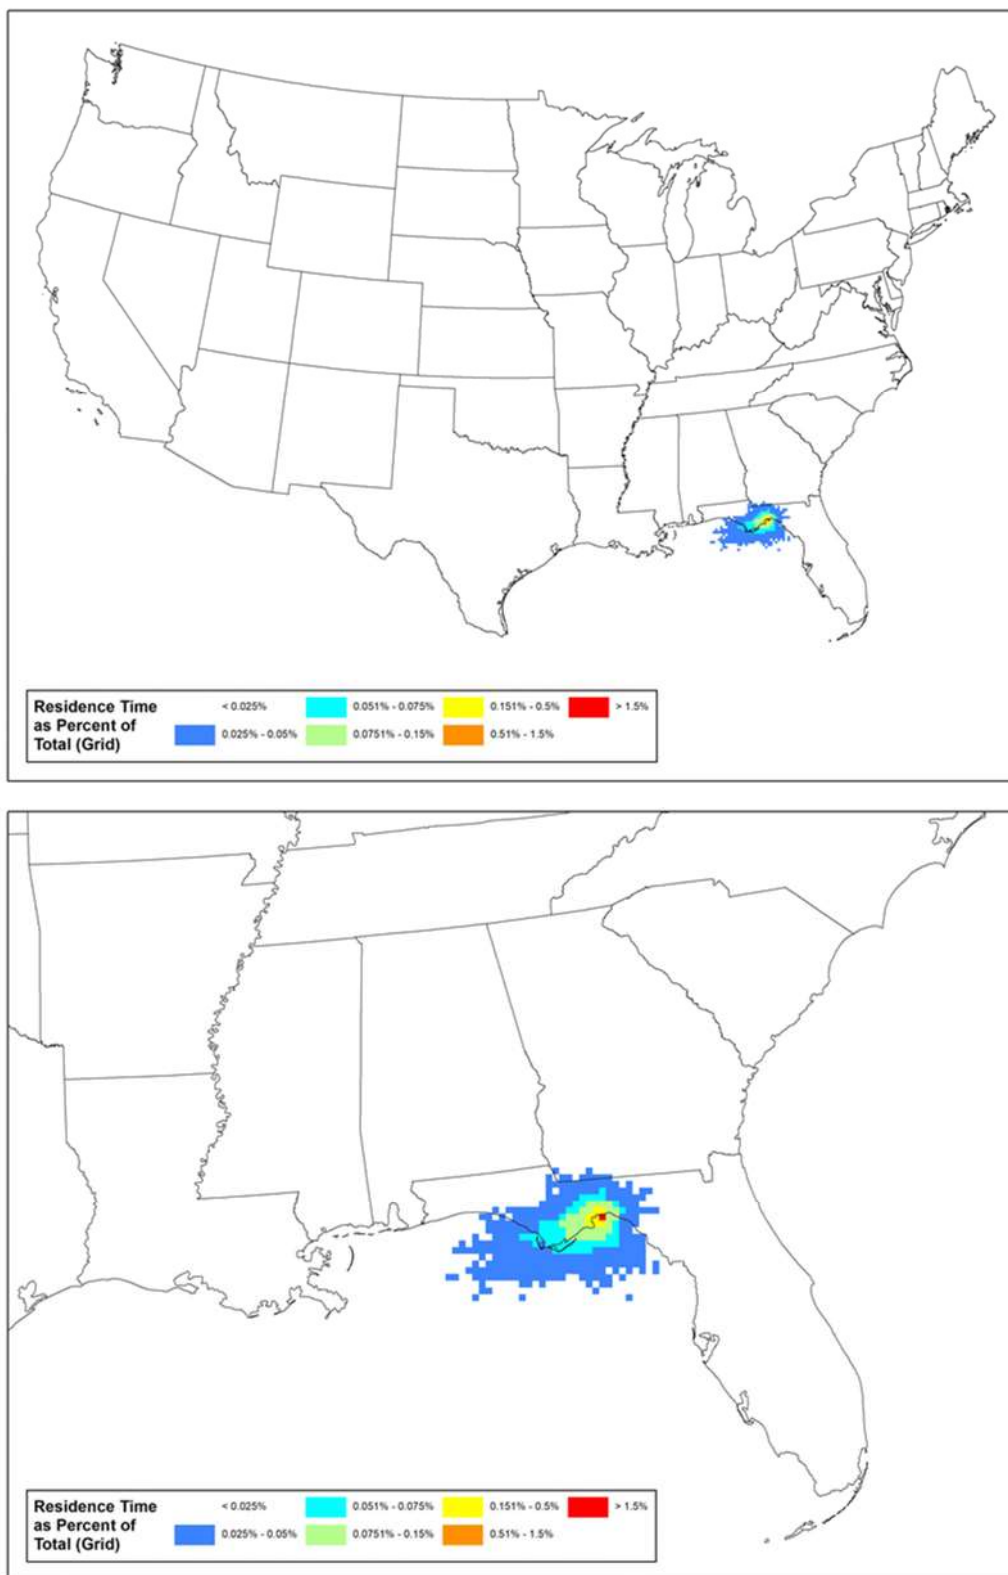 Residence Time
as Percent of
Total (Grid)
< 0.025%
0.051% - 0.075%
0.151% - 0.5%
> 1.5%
0.025% - 0.05%
0.0751% - 0.15%
0.51% - 1.5%
Residence Time
as Percent of
Total (Grid)
< 0.025%
0.051% - 0.075%
0.151% - 0.5%
> 1.5%
0.025% - 0.05%
0.0751% - 0.15%
0.51% - 1.5%